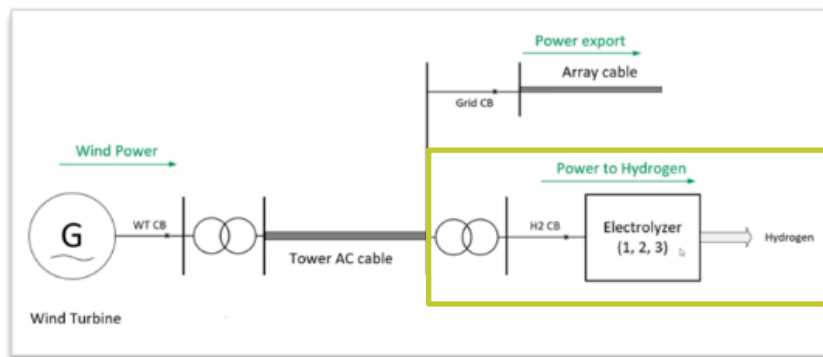 Power export
Array cable
Grid CB
Wind Power
Power to Hydrogen
G
WT CB
H2 CB
Electrolyzer
(1, 2, 3)
Hydrogen
Tower AC cable
Wind Turbine